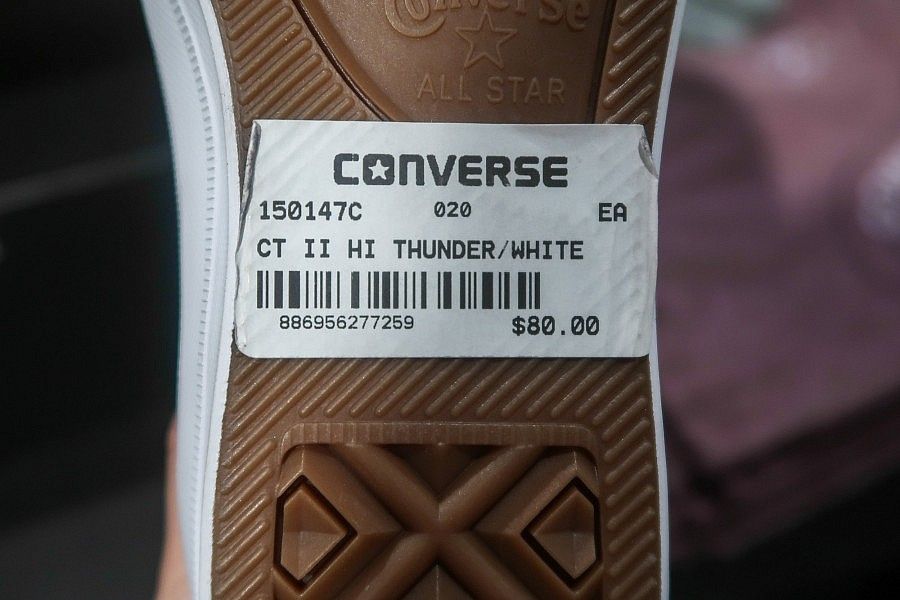 Converse
ALL STAR
CONVERSE
150147C 020 EA
CT II HI THUNDER/WHITE
886956277259 $80.00